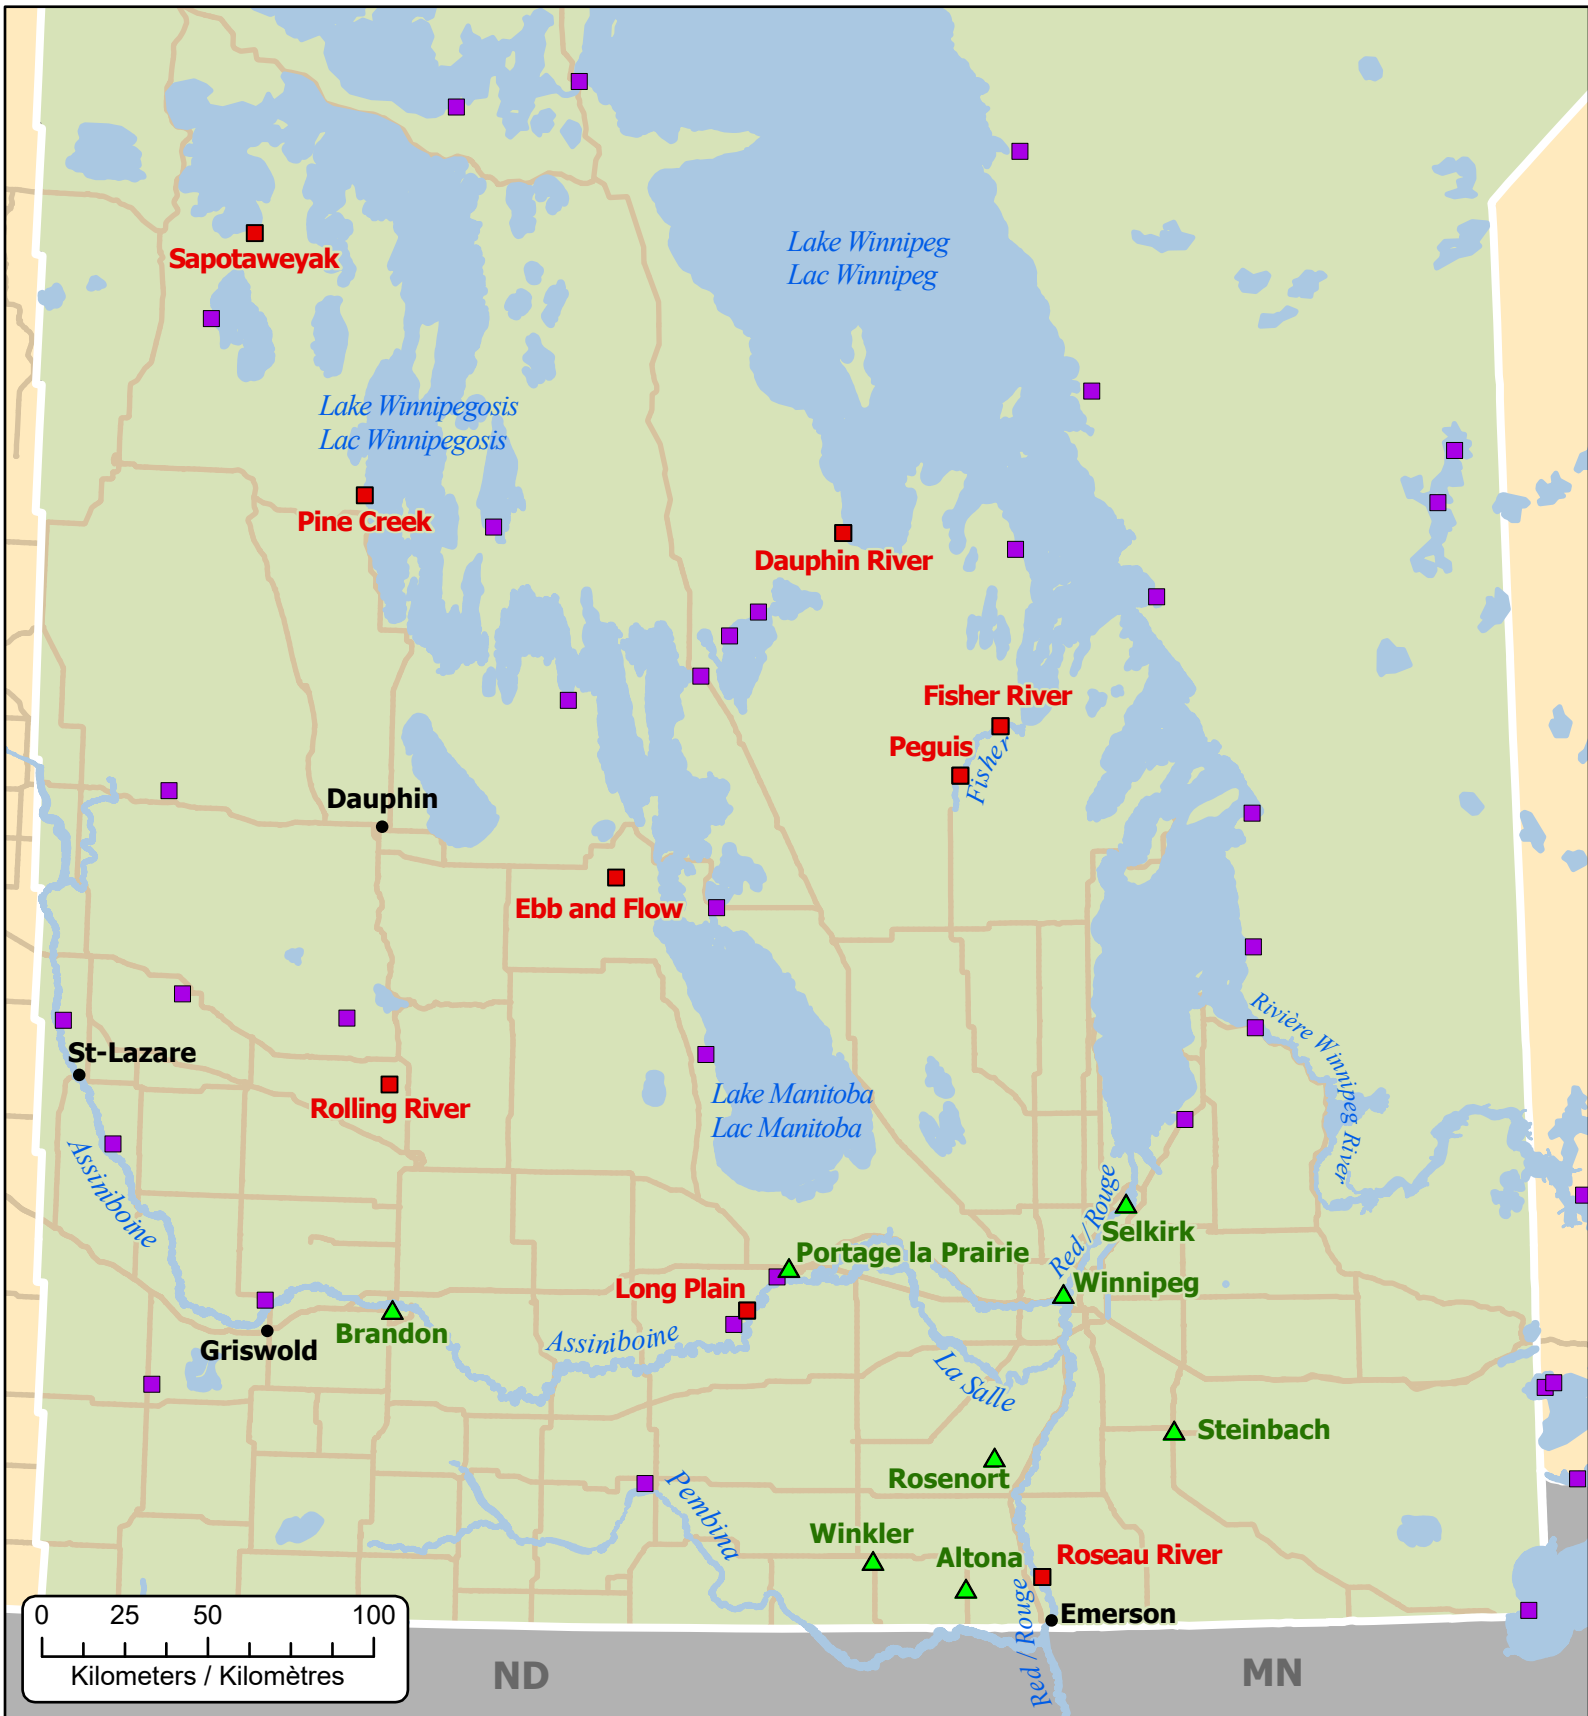 Lake Winnipeg
Lac Winnipeg
Sapotaweyak
Lake Winnipegosis
Lac Winnipegosis
Pine Creek
Dauphin River
Fisher River
Peguis
Fisher
Dauphin
Ebb and Flow
St-Lazare
Rivière Winnipeg River
Rolling River
Lake Manitoba
Lac Manitoba
Assiniboine
Red / Rouge
Selkirk
Portage la Prairie
Winnipeg
Long Plain
Brandon
Griswold
Assiniboine
La Salle
Steinbach
Rosenort
Pembina
Winkler
Altona
Roseau River
Red / Rouge
Emerson
0 25 50 100
Kilometers / Kilomètres
ND
MN